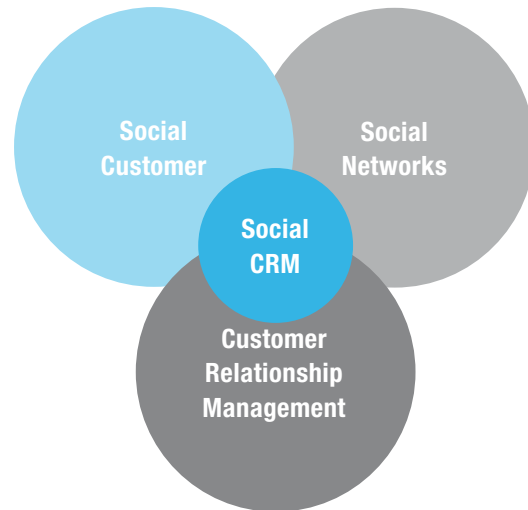 Social
Customer
Social
Networks
Social
CRM
Customer
Relationship
Management